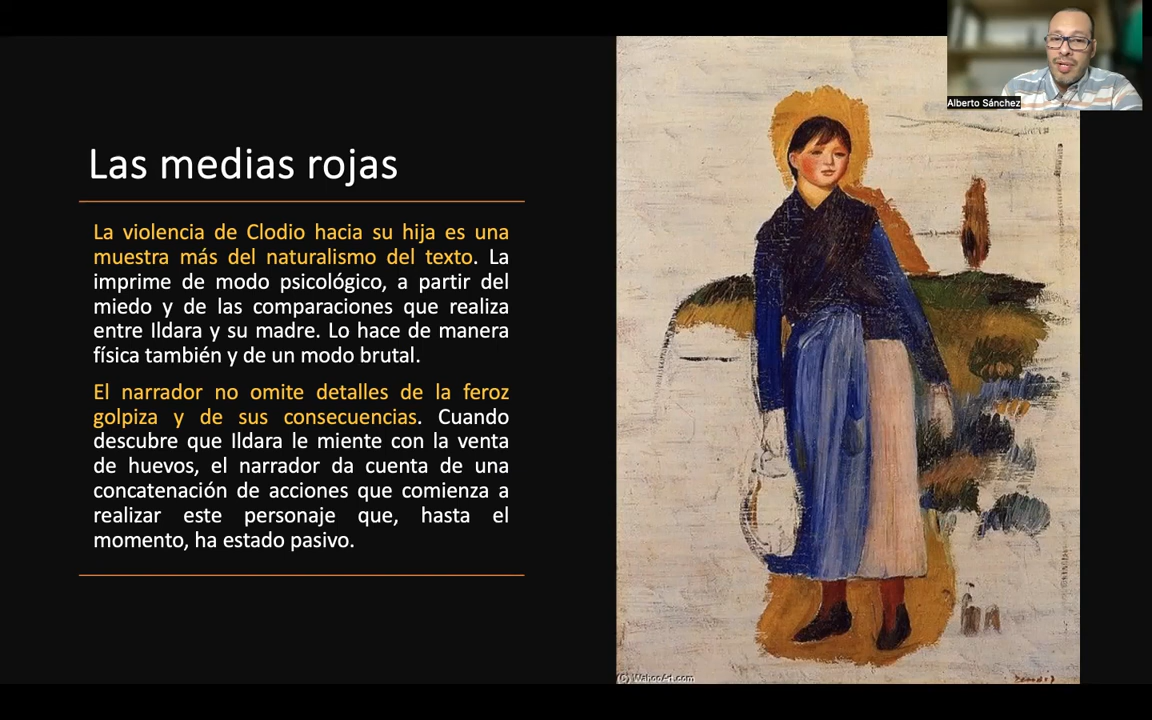 Alberto Sánchez
Las medias rojas
La violencia de Clodio hacia su hija es una
muestra más del naturalismo del texto. La
imprime de modo psicológico, a partir del
miedo y de las comparaciones que realiza
entre Ildara y su madre. Lo hace de manera
física también y de un modo brutal.
El narrador no omite detalles de la feroz
golpiza y de sus consecuencias. Cuando
descubre que Ildara le miente con la venta
de huevos, el narrador da cuenta de una
concatenación de acciones que comienza a
realizar este personaje que, hasta el
momento, ha estado pasivo.
(C) WahooArt.com